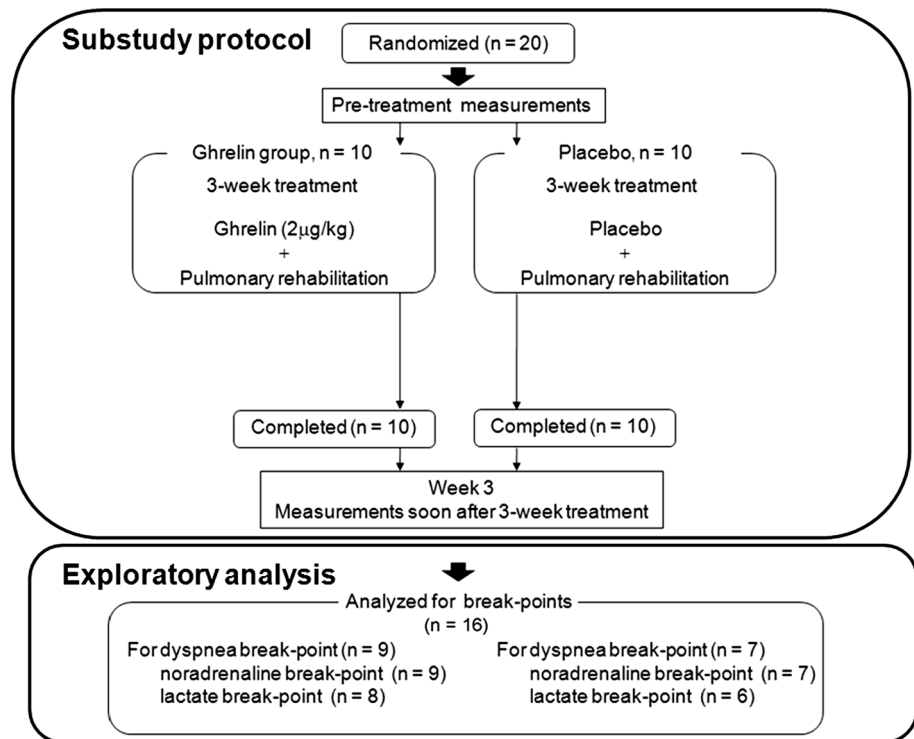 Substudy protocol
Randomized (n = 20)
Pre-treatment measurements
Ghrelin group, n = 10
3-week treatment
Ghrelin (2μg/kg)
+
Pulmonary rehabilitation
Placebo, n = 10
3-week treatment
Placebo
+
Pulmonary rehabilitation
Completed (n = 10)
Completed (n = 10)
Week 3
Measurements soon after 3-week treatment
Exploratory analysis
Analyzed for break-points
(n = 16)
For dyspnea break-point (n = 9)
noradrenaline break-point (n = 9)
lactate break-point (n = 8)
For dyspnea break-point (n = 7)
noradrenaline break-point (n = 7)
lactate break-point (n = 6)